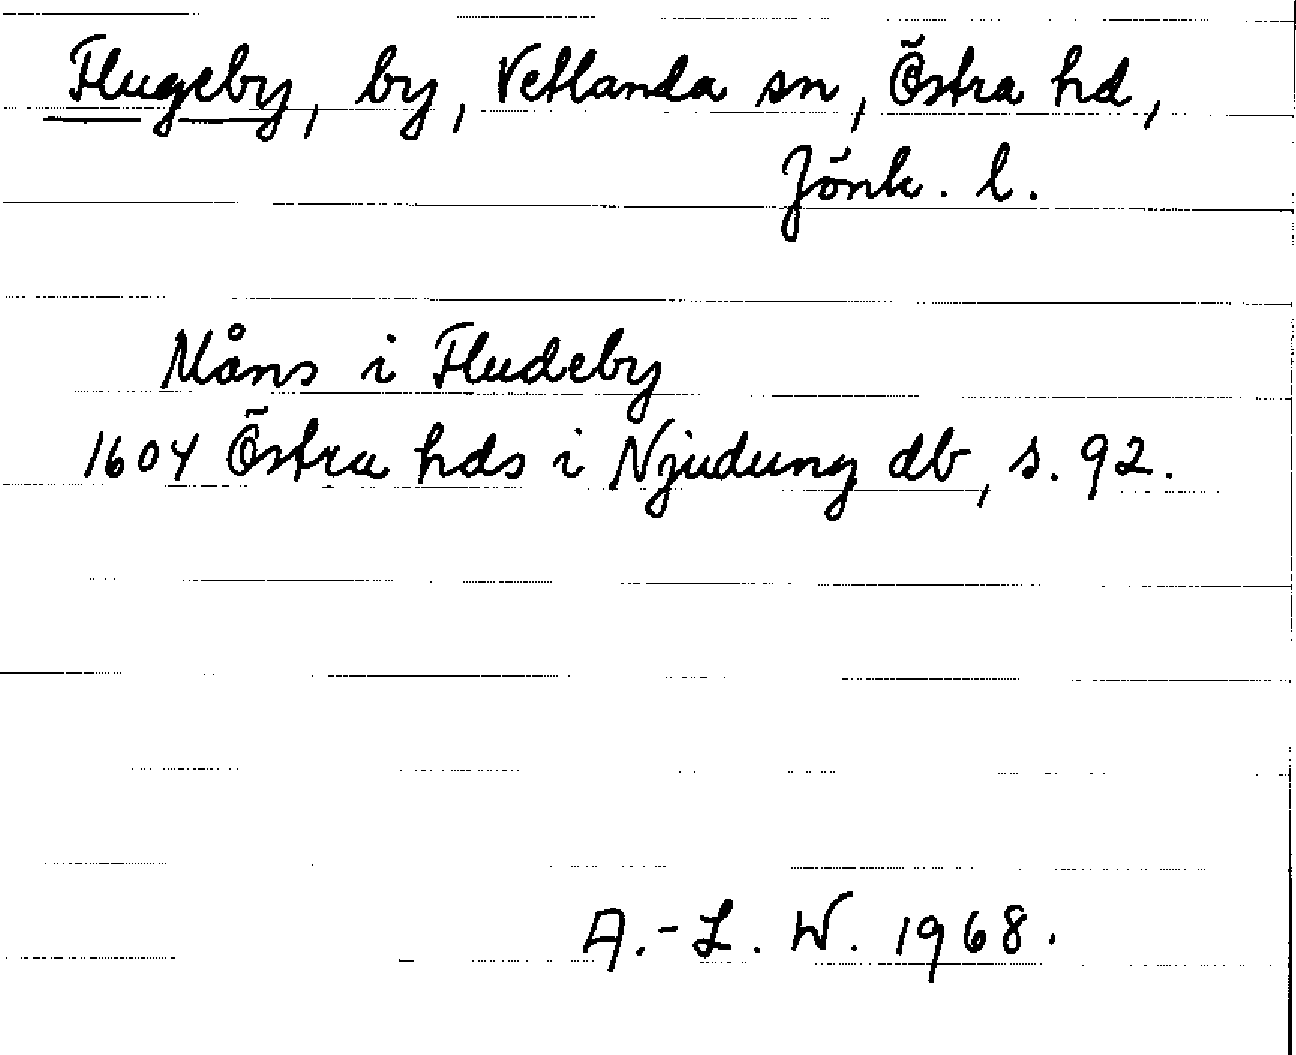 Flugeby, by, Vetlanda sn, Östra hd,
Jönk. l.
Måns i Fludeby
1604 Östra hds i Njudung db, s. 92.
A.-L. W. 1968.